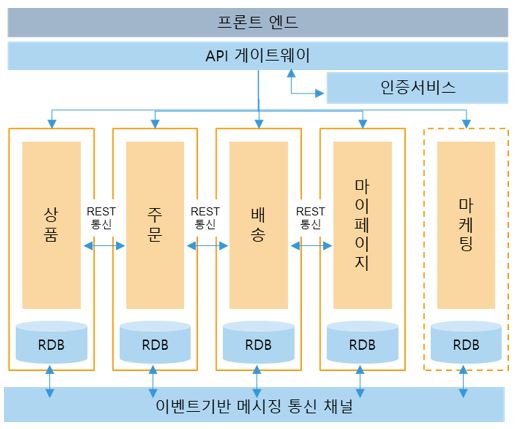 프론트 엔드
API 게이트웨이
인증서비스
상품
REST
통신
주문
REST
통신
배송
REST
통신
마이페이지
마케팅
RDB
RDB
RDB
RDB
RDB
이벤트기반 메시징 통신 채널